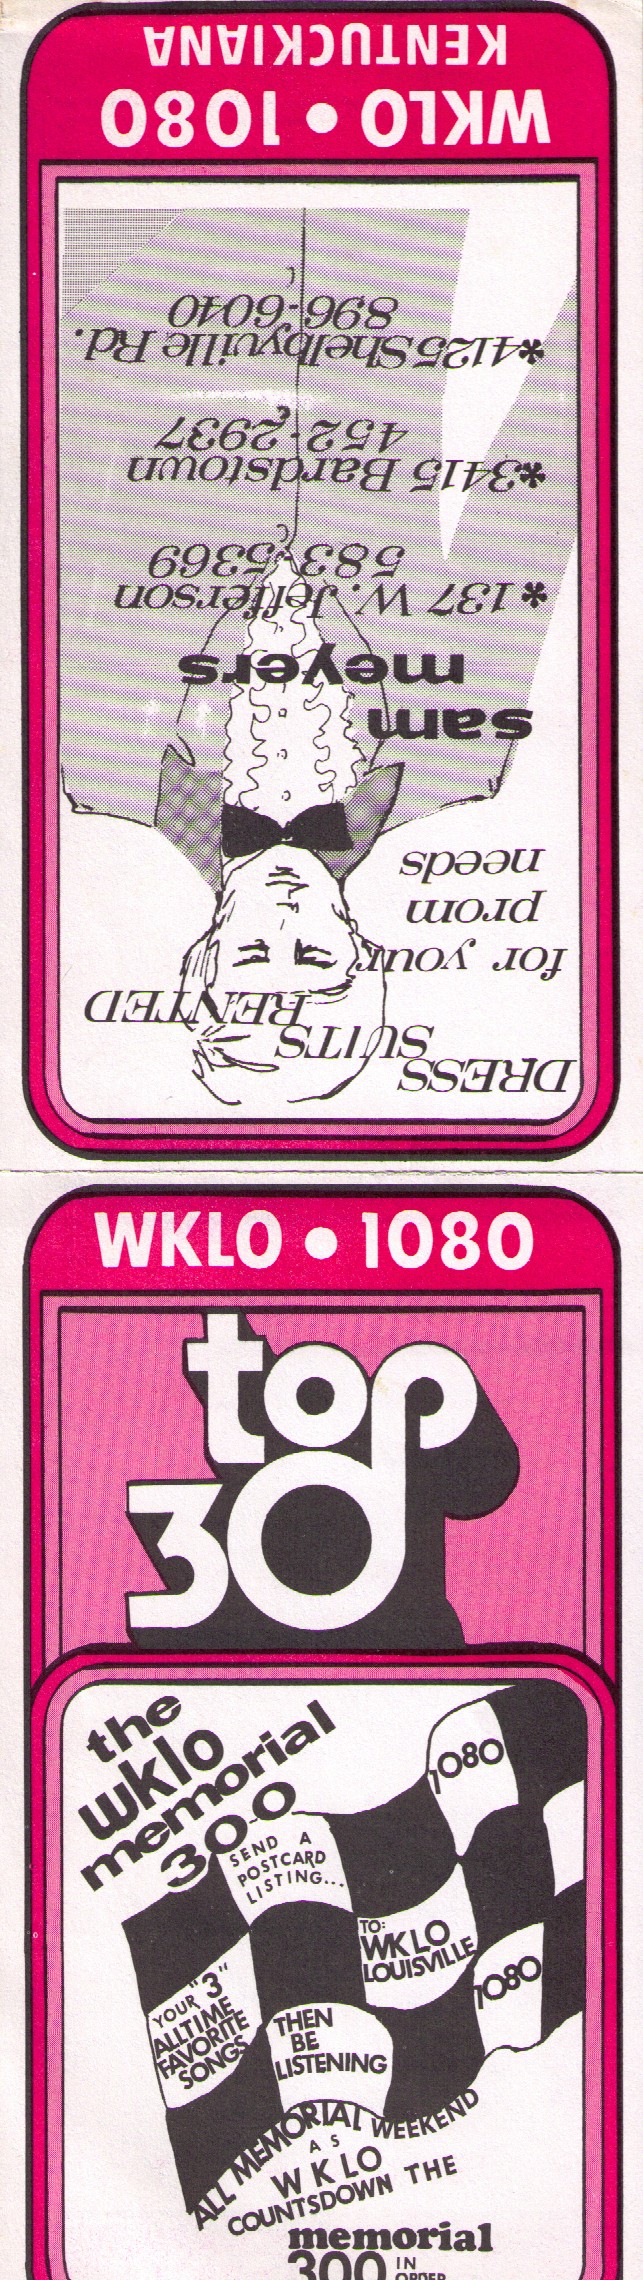 KENTUCKIANA
WKLO • 1080
DRESS
SUITS
RENTED
for your
prom
needs
sam
meyers
* 137 W. Jefferson
583-5369
*3415 Bardstown
452-2937
*4125 Shelbyville Rd.
896-6040
WKLO • 1080
top
30
the
wklo
memorial
300
SEND A
POSTCARD
LISTING...
YOUR "3"
ALLTIME
FAVORITE
SONGS
TO:
WKLO
LOUISVILLE
1080
1080
THEN
BE
LISTENING
ALL MEMORIAL WEEKEND
AS
WKLO
COUNTSDOWN THE
memorial
300 IN
ORDER